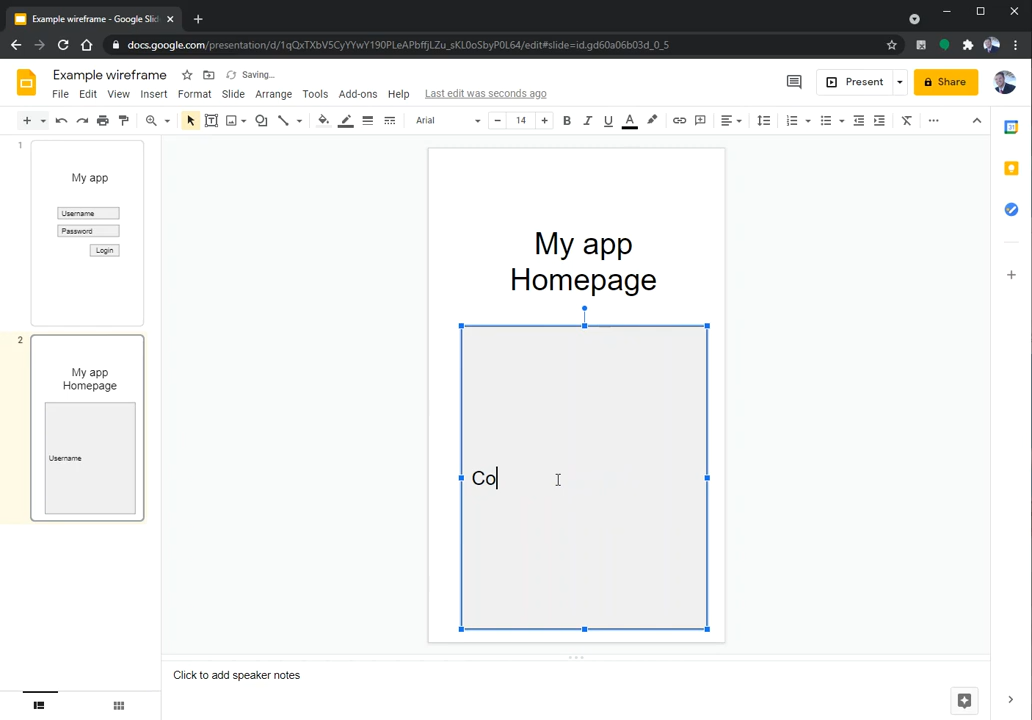 Example wireframe - Google Slid
docs.google.com/presentation/d/1qQxTXbV5CyYYwY190PLeAPbffjLZu_sKL0oSbyP0L64/edit#slide=id.gd60a06b03d_0_5
Example wireframe
Saving…
File Edit View Insert Format Slide Arrange Tools Add-ons Help Last edit was seconds ago
Present
Share
Arial
14
B I U A
31
1
My app
Username
Password
Login
2
My app
Homepage
Username
My app
Homepage
Co
Click to add speaker notes